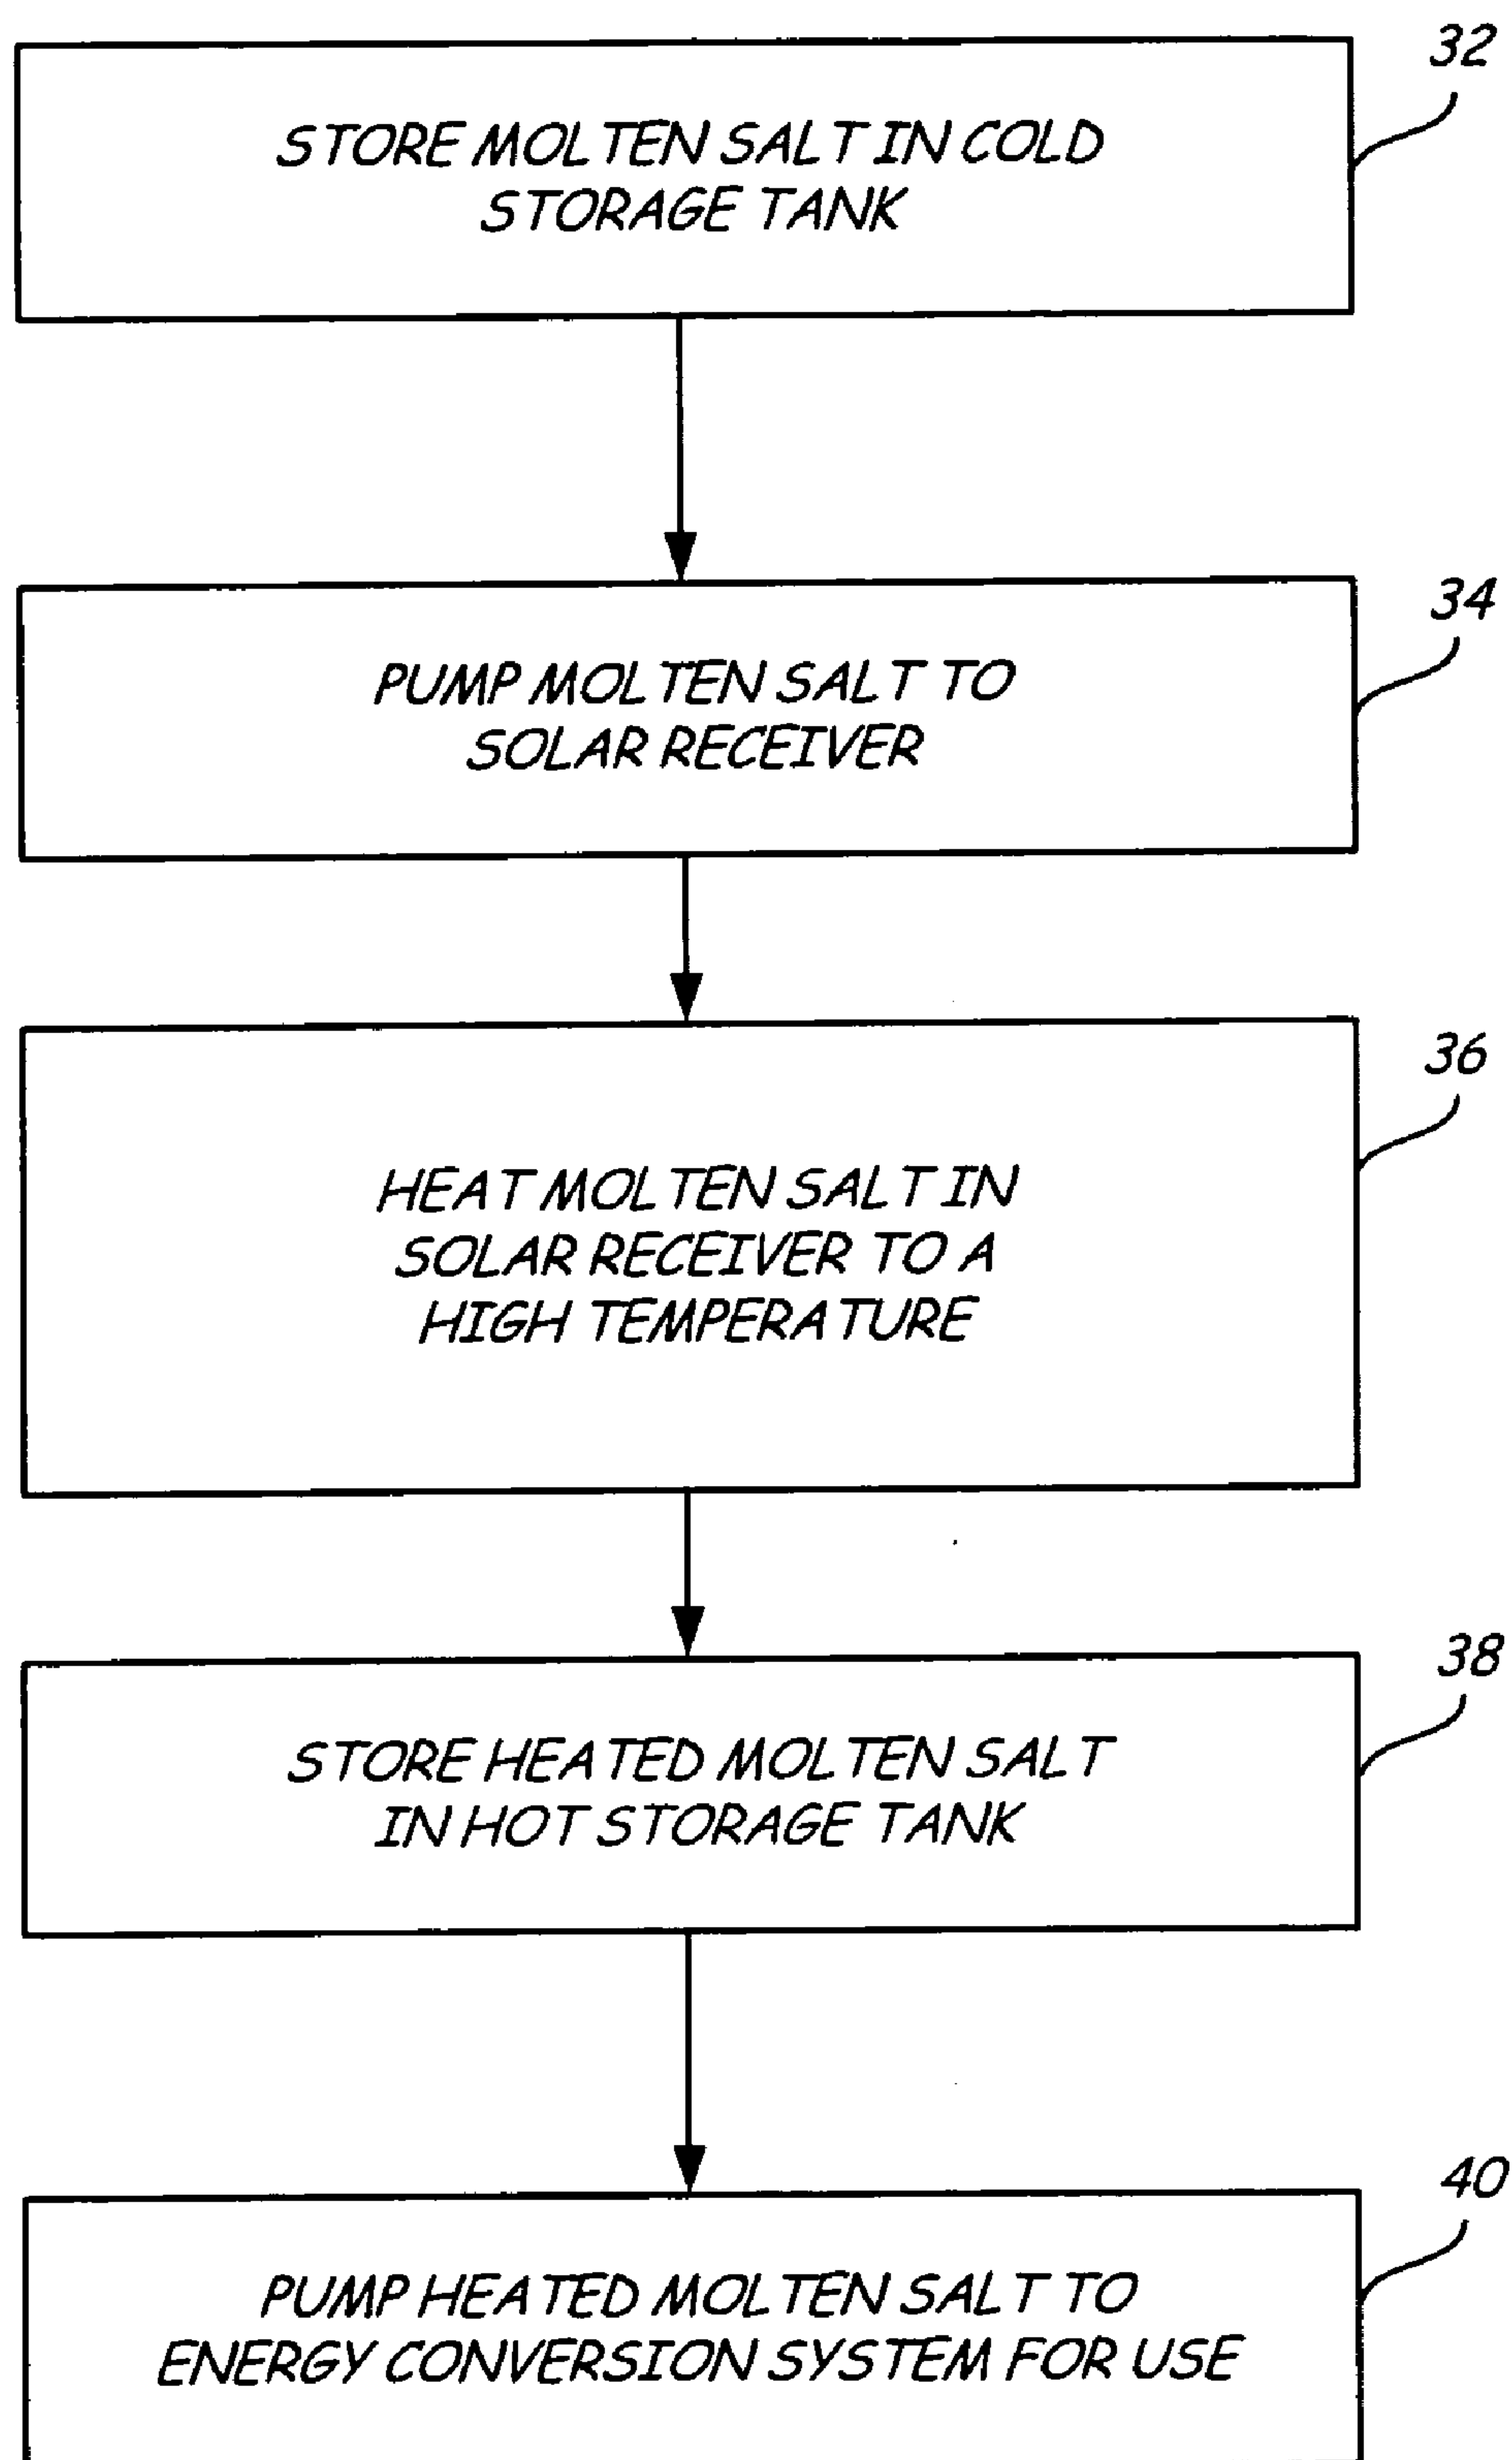 32
STORE MOLTEN SALT IN COLD
STORAGE TANK
34
PUMP MOLTEN SALT TO
SOLAR RECEIVER
36
HEAT MOLTEN SALT IN
SOLAR RECEIVER TO A
HIGH TEMPERATURE
38
STORE HEATED MOLTEN SALT
IN HOT STORAGE TANK
40
PUMP HEATED MOLTEN SALT TO
ENERGY CONVERSION SYSTEM FOR USE